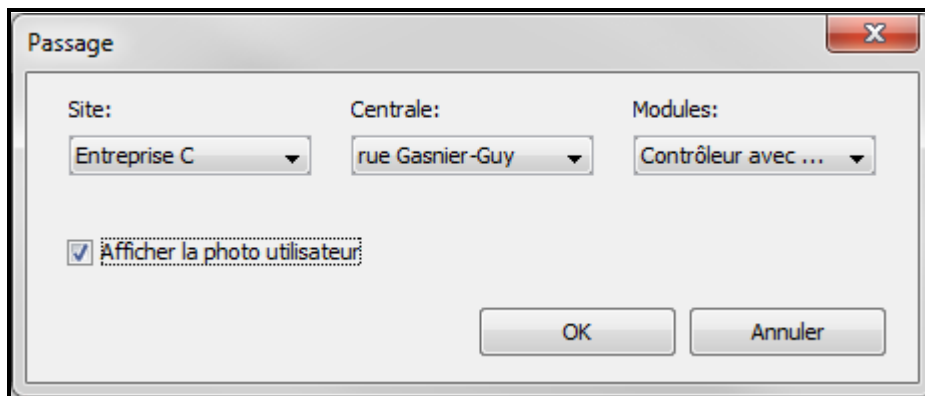 Passage
Site: Centrale: Modules:
Entreprise C rue Gasnier-Guy Contrôleur avec ...
Afficher la photo utilisateur
OK Annuler